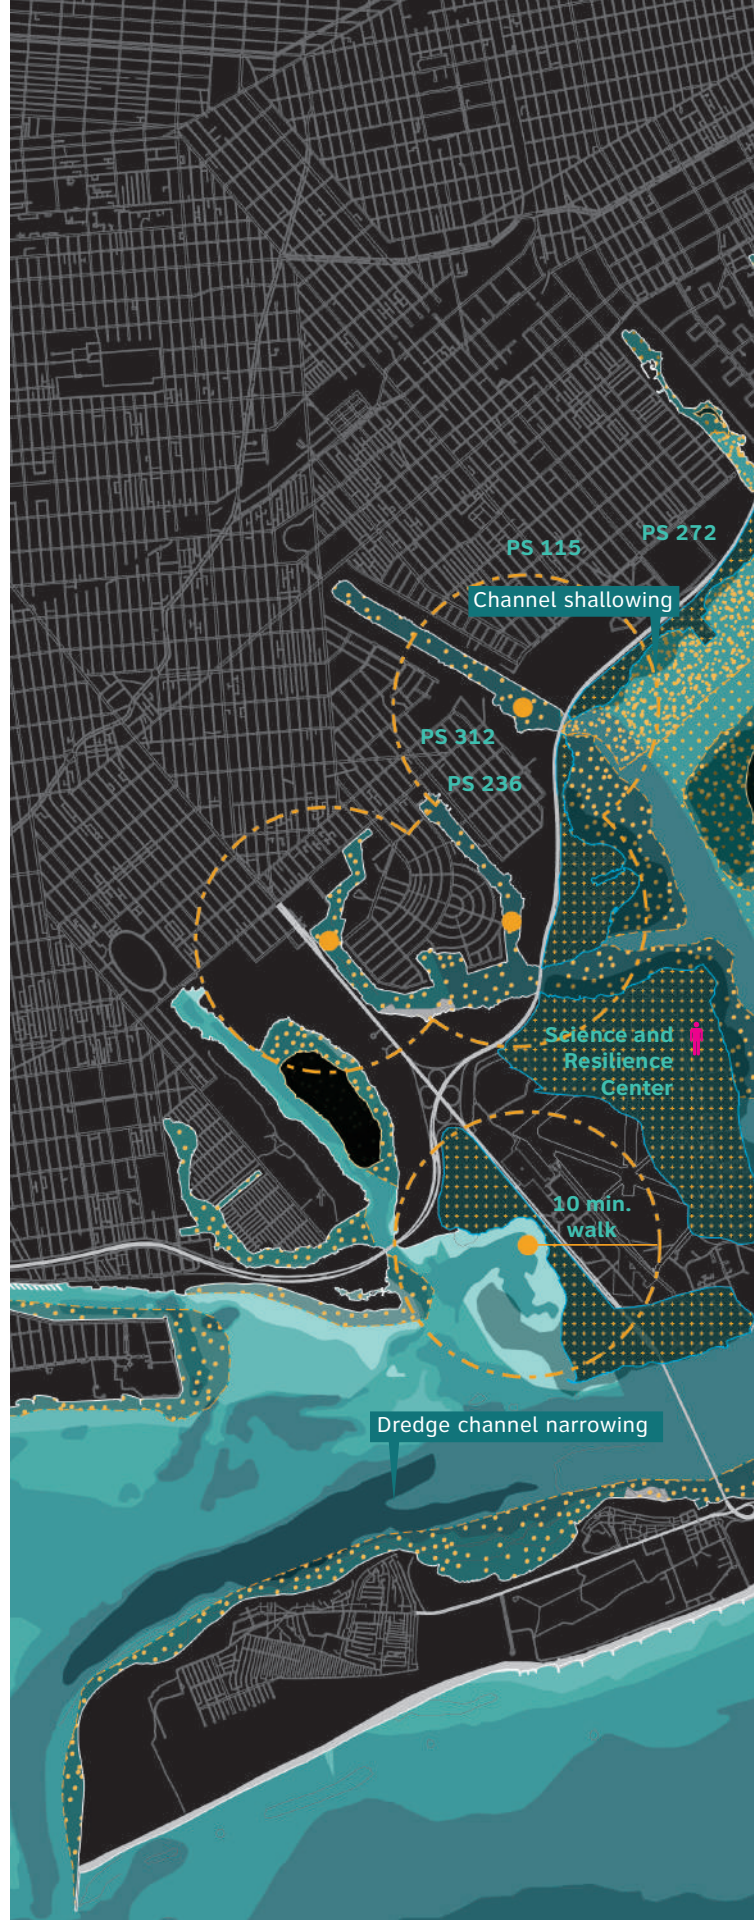 PS 272
PS 115
Channel shallowing
PS 312
PS 236
Science and
Resilience
Center
10 min.
walk
Dredge channel narrowing